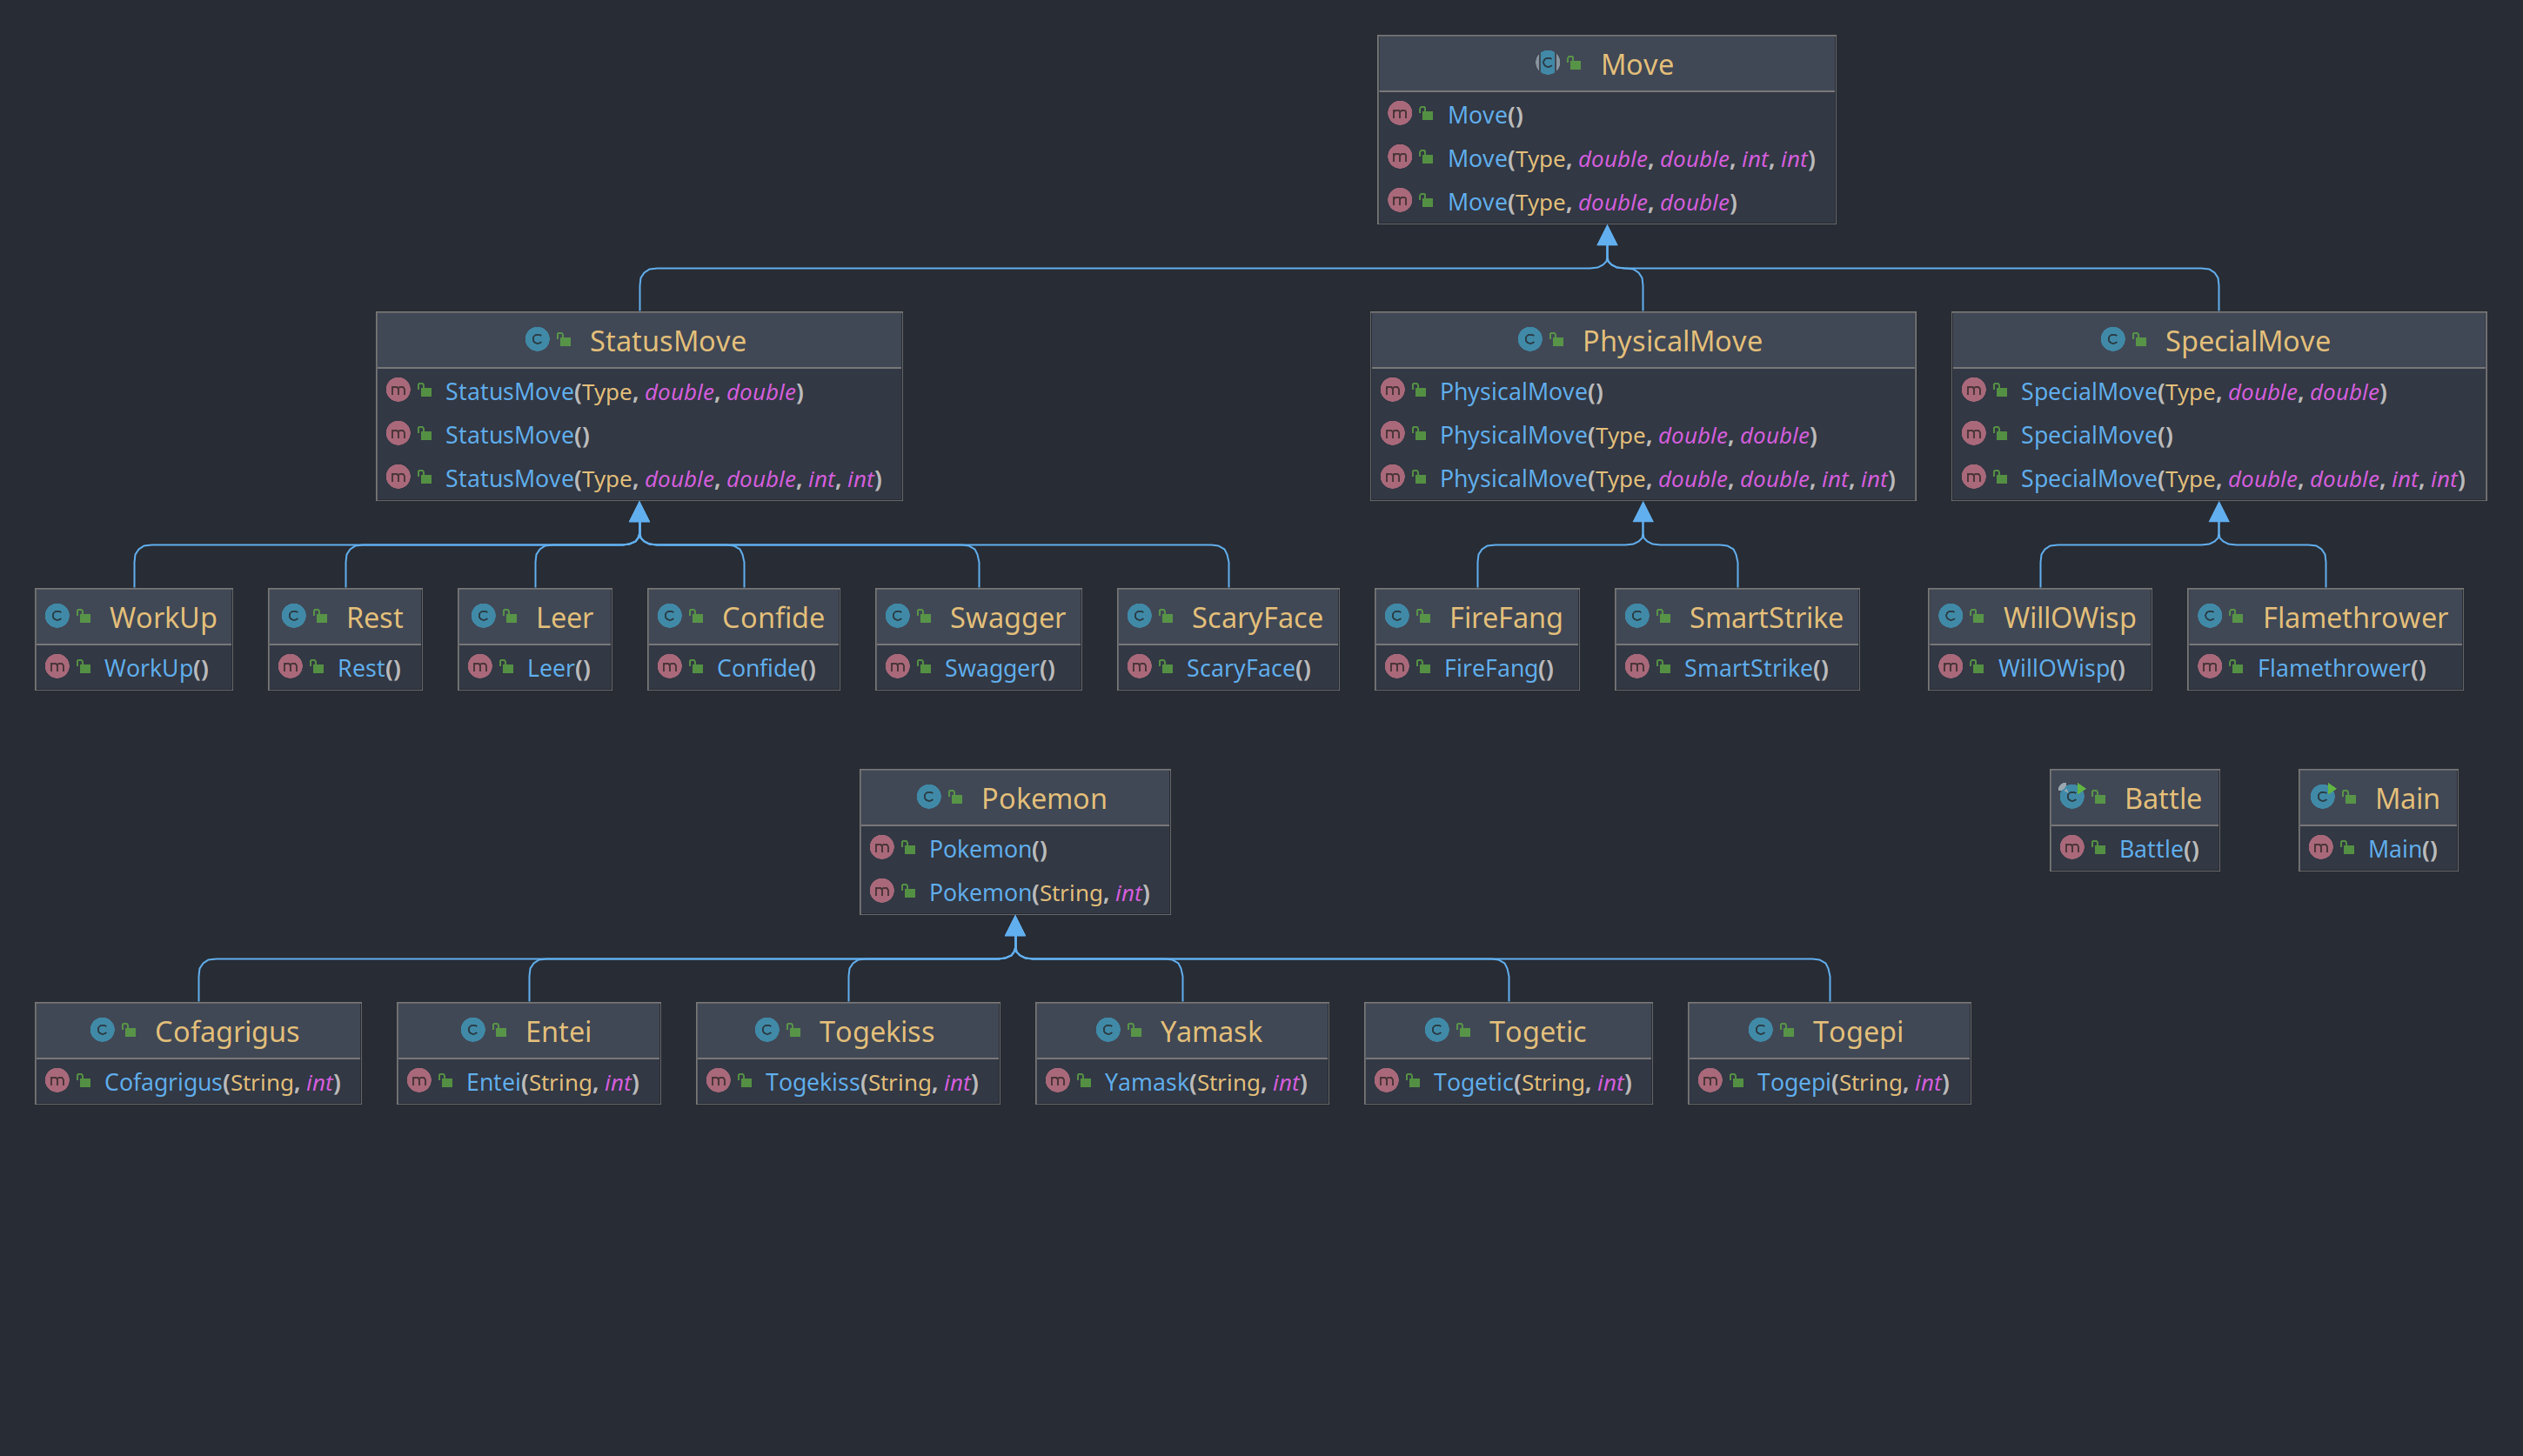 Move
Move()
Move(Type, double, double, int, int)
Move(Type, double, double)
StatusMove
StatusMove(Type, double, double)
StatusMove()
StatusMove(Type, double, double, int, int)
PhysicalMove
PhysicalMove()
PhysicalMove(Type, double, double)
PhysicalMove(Type, double, double, int, int)
SpecialMove
SpecialMove(Type, double, double)
SpecialMove()
SpecialMove(Type, double, double, int, int)
WorkUp
WorkUp()
Rest
Rest()
Leer
Leer()
Confide
Confide()
Swagger
Swagger()
ScaryFace
ScaryFace()
FireFang
FireFang()
SmartStrike
SmartStrike()
WillOWisp
WillOWisp()
Flamethrower
Flamethrower()
Pokemon
Pokemon()
Pokemon(String, int)
Battle
Battle()
Main
Main()
Cofagrigus
Cofagrigus(String, int)
Entei
Entei(String, int)
Togekiss
Togekiss(String, int)
Yamask
Yamask(String, int)
Togetic
Togetic(String, int)
Togepi
Togepi(String, int)